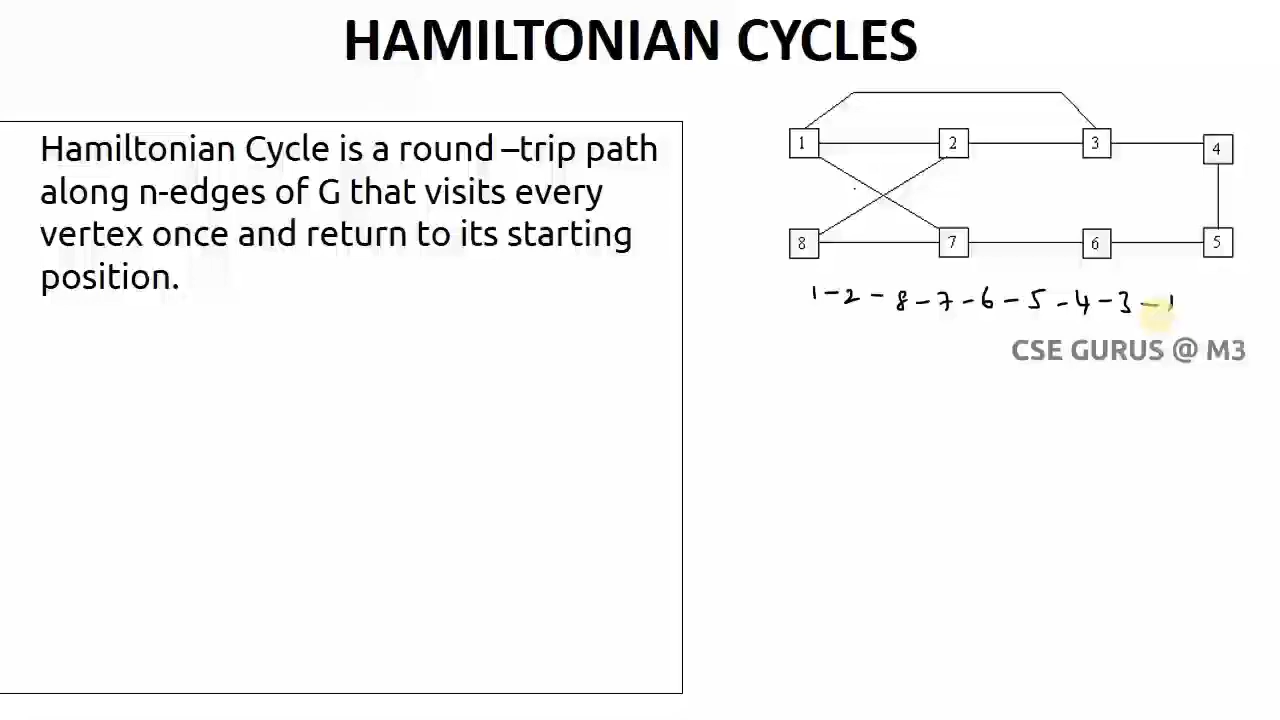 HAMILTONIAN CYCLES
Hamiltonian Cycle is a round –trip path
along n-edges of G that visits every
vertex once and return to its starting
position.
1 2 3 4
8 7 6 5
1 - 2 - 8 - 7 - 6 - 5 - 4 - 3 - 1
CSE GURUS @ M3